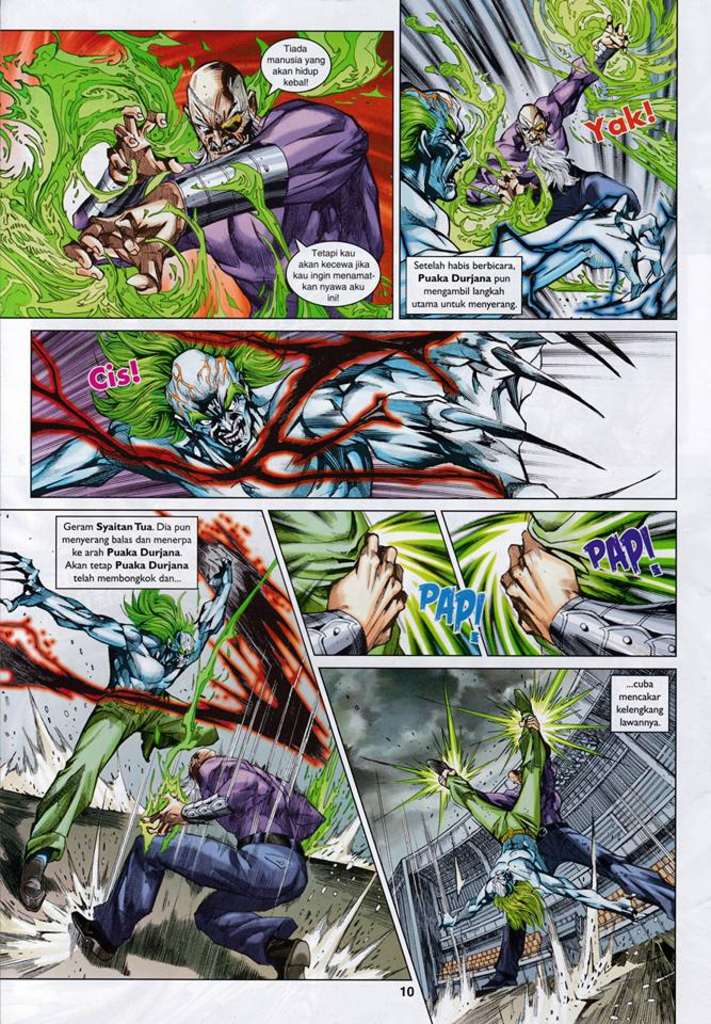 Tiada
manusia yang
akan hidup
kebal!
Tetapi kau
akan kecewa jika
kau ingin menamat-
kan nyawa aku
ini!
Yak!
Setelah habis berbicara,
Puaka Durjana pun
mengambil langkah
utama untuk menyerang.
Cis!
Geram Syaitan Tua. Dia pun
menyerang balas dan menerpa
ke arah Puaka Durjana.
Akan tetap Puaka Durjana
telah membongkok dan...
PAP!
PAP!
...cuba
mencakar
kelengkang
lawannya.
10